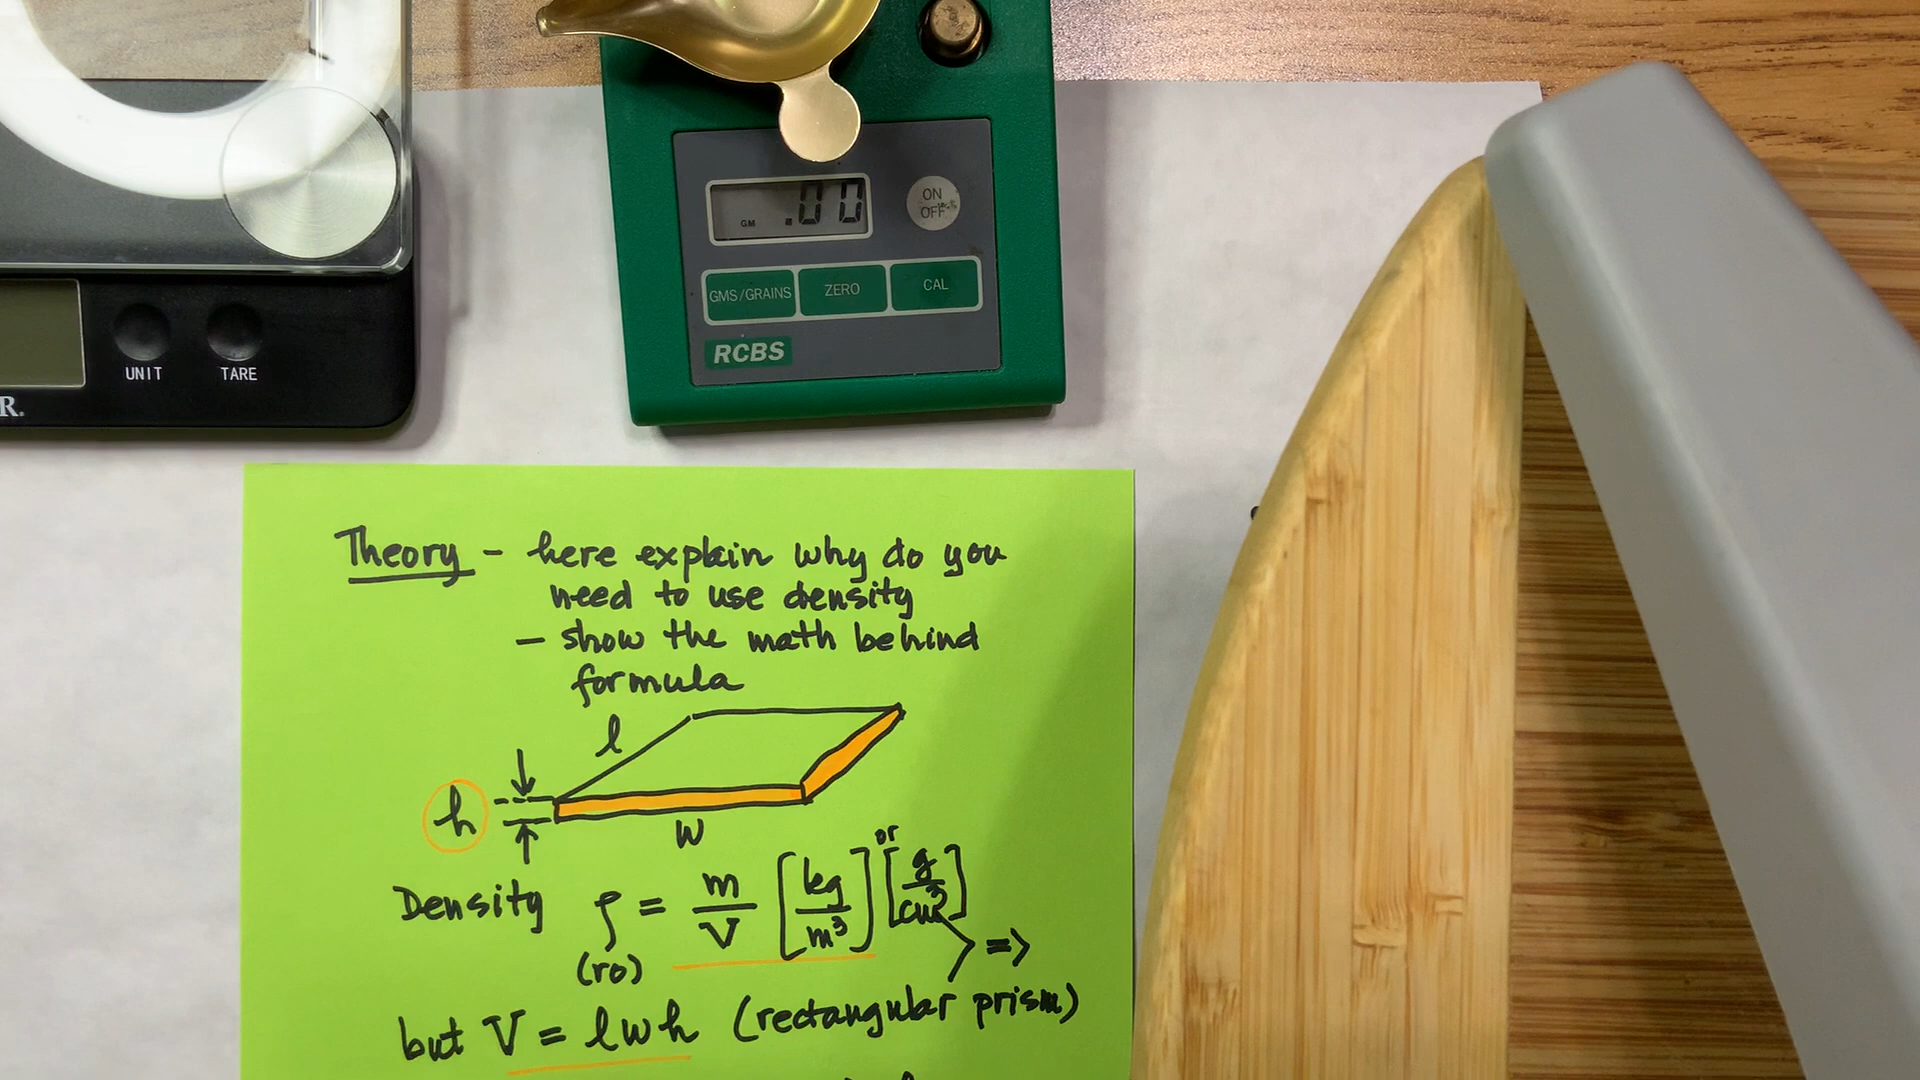 GM .00
ON
OFF
GMS/GRAINS ZERO CAL
RCBS
UNIT TARE
R.
Theory - here explain why do you
need to use density
- show the math behind
formula
l
h
w
or
Density ρ = m/V [kg/m³] [g/cm³]
(ro)
=>
but V = lwh (rectangular prism)